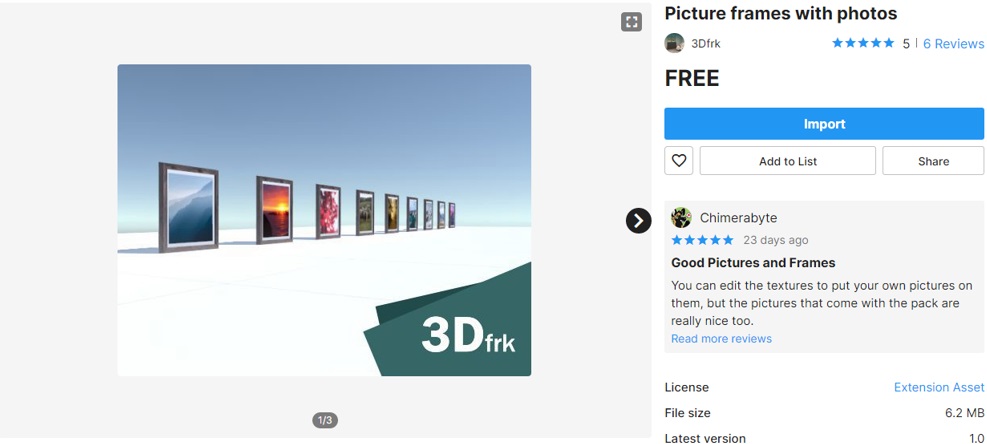 Picture frames with photos
3Dfrk
5 | 6 Reviews
FREE
Import
Add to List
Share
Chimerabyte
23 days ago
Good Pictures and Frames
You can edit the textures to put your own pictures on
them, but the pictures that come with the pack are
really nice too.
Read more reviews
License Extension Asset
File size 6.2 MB
Latest version 1.0
3Dfrk
1/3